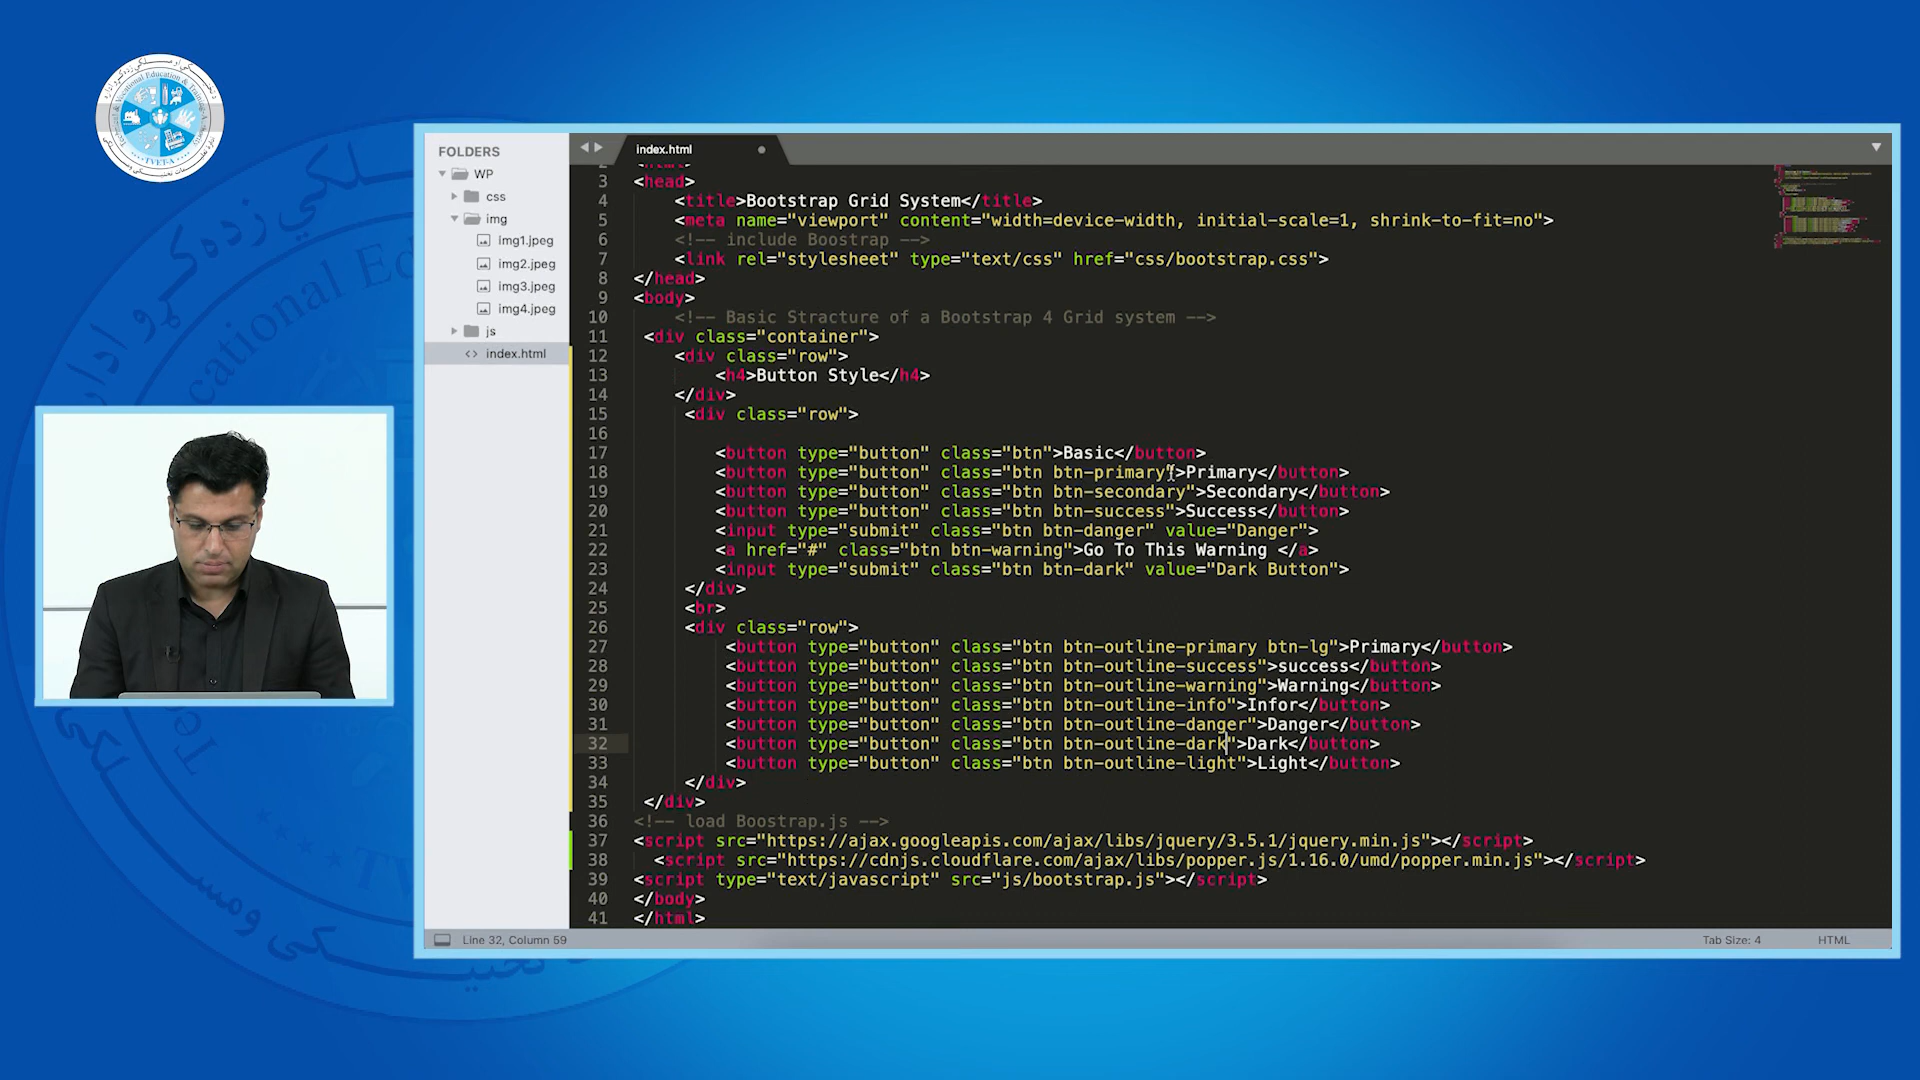 Technical & Vocational Education & Training-Authority
TVET-A
FOLDERS
WP
css
img
img1.jpeg
img2.jpeg
img3.jpeg
img4.jpeg
js
index.html
index.html
3 <head>
4 <title>Bootstrap Grid System</title>
5 <meta name="viewport" content="width=device-width, initial-scale=1, shrink-to-fit=no">
6 <!-- include Boostrap -->
7 <link rel="stylesheet" type="text/css" href="css/bootstrap.css">
8 </head>
9 <body>
10 <!-- Basic Stracture of a Bootstrap 4 Grid system -->
11 <div class="container">
12 <div class="row">
13 <h4>Button Style</h4>
14 </div>
15 <div class="row">
16
17 <button type="button" class="btn">Basic</button>
18 <button type="button" class="btn btn-primary">Primary</button>
19 <button type="button" class="btn btn-secondary">Secondary</button>
20 <button type="button" class="btn btn-success">Success</button>
21 <input type="submit" class="btn btn-danger" value="Danger">
22 <a href="#" class="btn btn-warning">Go To This Warning </a>
23 <input type="submit" class="btn btn-dark" value="Dark Button">
24 </div>
25 <br>
26 <div class="row">
27 <button type="button" class="btn btn-outline-primary btn-lg">Primary</button>
28 <button type="button" class="btn btn-outline-success">success</button>
29 <button type="button" class="btn btn-outline-warning">Warning</button>
30 <button type="button" class="btn btn-outline-info">Infor</button>
31 <button type="button" class="btn btn-outline-danger">Danger</button>
32 <button type="button" class="btn btn-outline-dark">Dark</button>
33 <button type="button" class="btn btn-outline-light">Light</button>
34 </div>
35 </div>
36 <!-- load Boostrap.js -->
37 <script src="https://ajax.googleapis.com/ajax/libs/jquery/3.5.1/jquery.min.js"></script>
38 <script src="https://cdnjs.cloudflare.com/ajax/libs/popper.js/1.16.0/umd/popper.min.js"></script>
39 <script type="text/javascript" src="js/bootstrap.js"></script>
40 </body>
41 </html>
Line 32, Column 59
Tab Size: 4
HTML